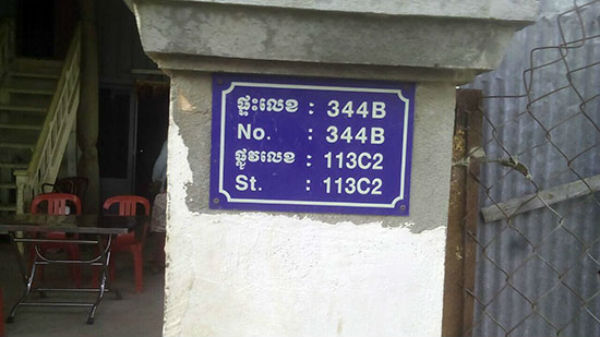 ផ្ទះលេខ : 344B
No. : 344B
ផ្លូវលេខ : 113C2
St. : 113C2